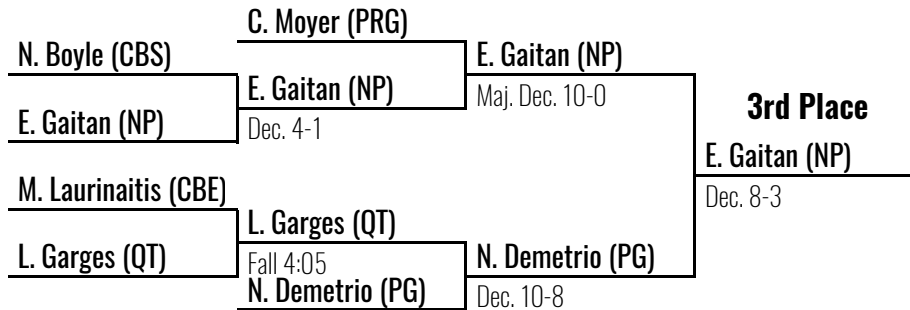 C. Moyer (PRG)
N. Boyle (CBS)
E. Gaitan (NP)
E. Gaitan (NP)
Maj. Dec. 10-0
3rd Place
E. Gaitan (NP)
Dec. 4-1
E. Gaitan (NP)
Dec. 8-3
M. Laurinaitis (CBE)
L. Garges (QT)
L. Garges (QT)
Fall 4:05
N. Demetrio (PG)
N. Demetrio (PG)
Dec. 10-8